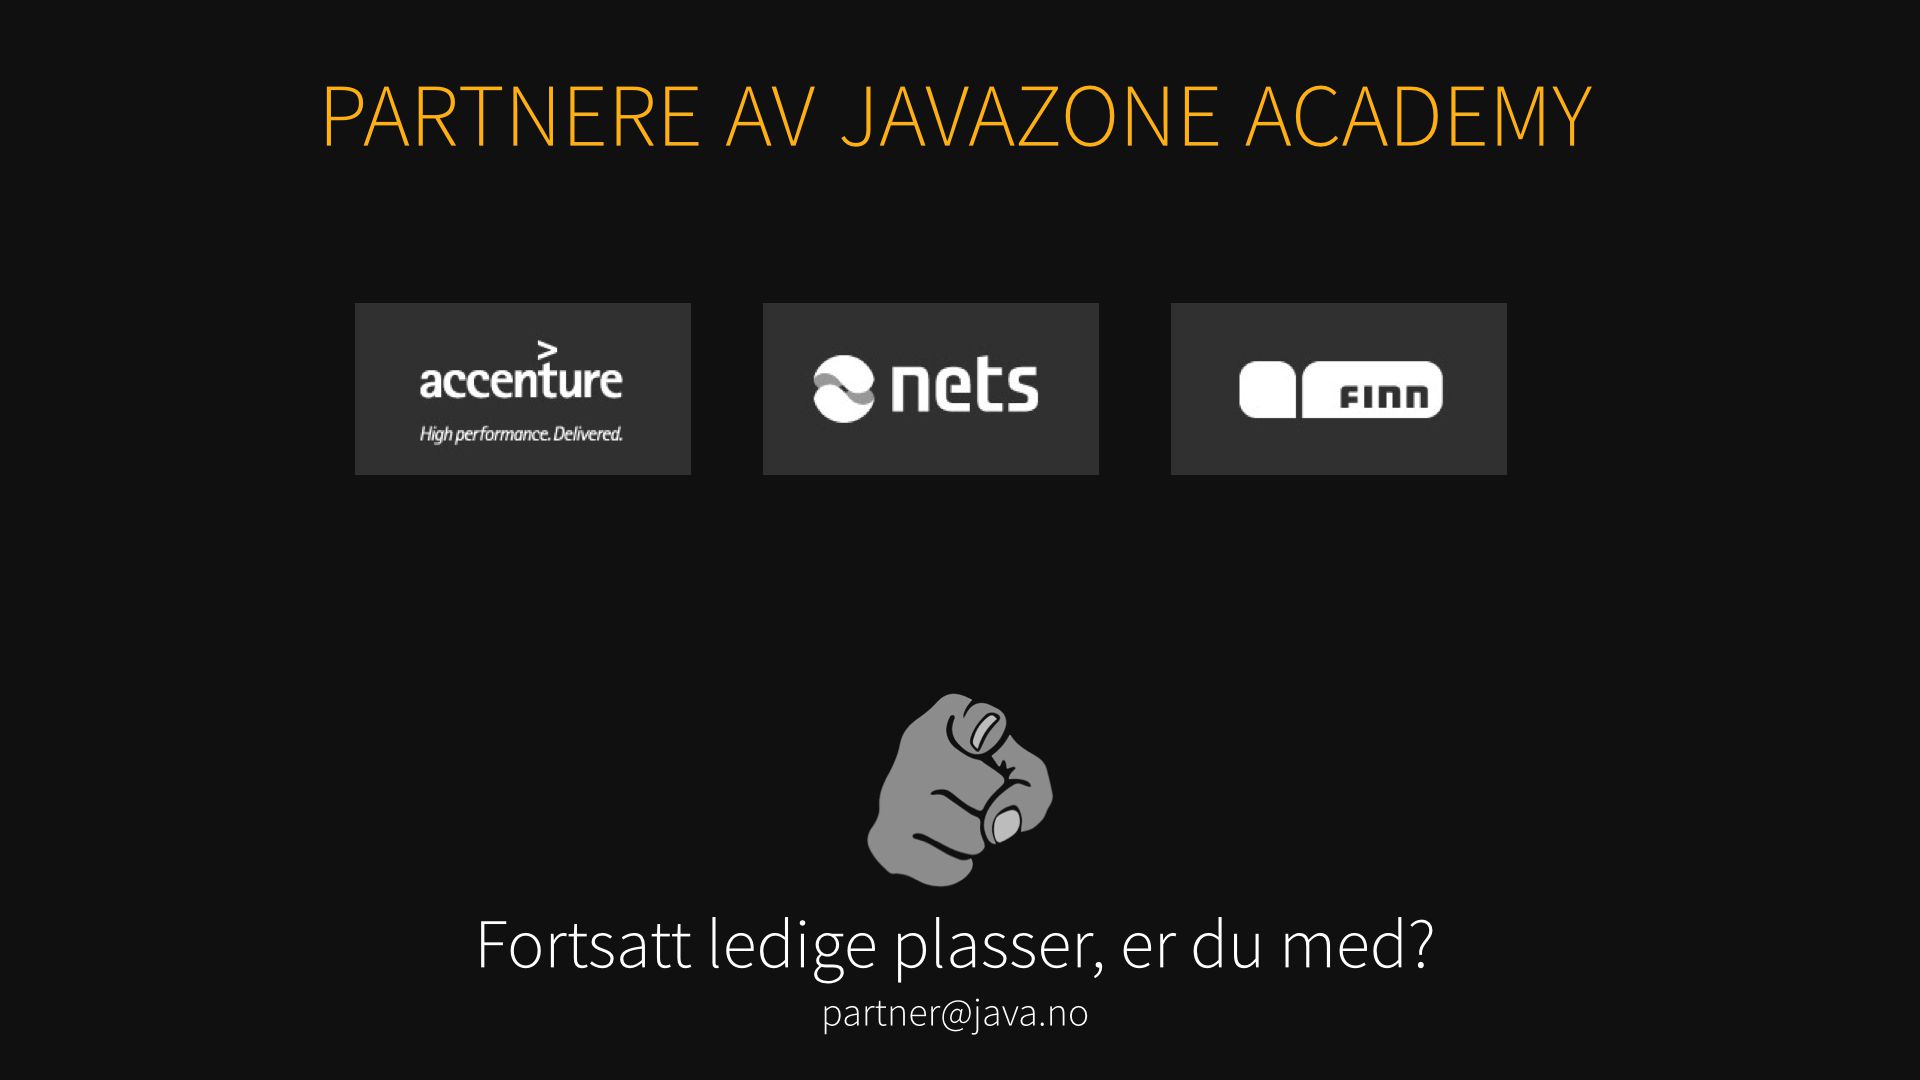 PARTNERE AV JAVAZONE ACADEMY
>
accenture
High performance. Delivered.
nets
FINN
Fortsatt ledige plasser, er du med?
partner@java.no